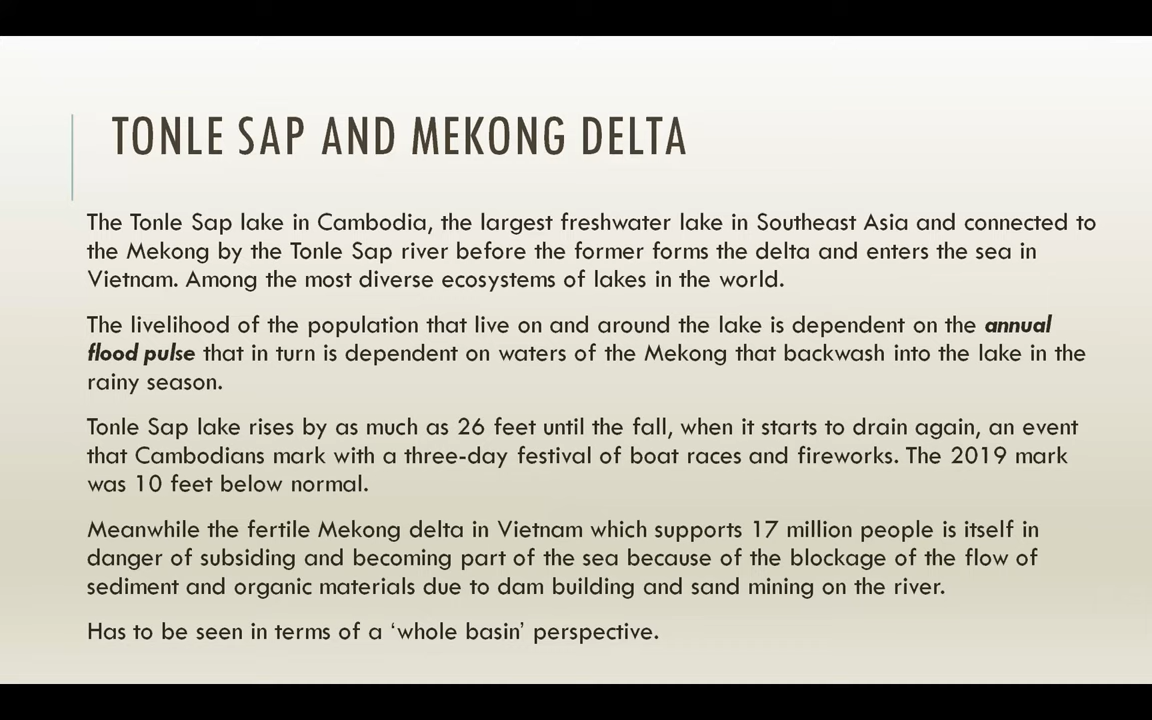 TONLE SAP AND MEKONG DELTA
The Tonle Sap lake in Cambodia, the largest freshwater lake in Southeast Asia and connected to
the Mekong by the Tonle Sap river before the former forms the delta and enters the sea in
Vietnam. Among the most diverse ecosystems of lakes in the world.
The livelihood of the population that live on and around the lake is dependent on the annual
flood pulse that in turn is dependent on waters of the Mekong that backwash into the lake in the
rainy season.
Tonle Sap lake rises by as much as 26 feet until the fall, when it starts to drain again, an event
that Cambodians mark with a three-day festival of boat races and fireworks. The 2019 mark
was 10 feet below normal.
Meanwhile the fertile Mekong delta in Vietnam which supports 17 million people is itself in
danger of subsiding and becoming part of the sea because of the blockage of the flow of
sediment and organic materials due to dam building and sand mining on the river.
Has to be seen in terms of a ‘whole basin’ perspective.